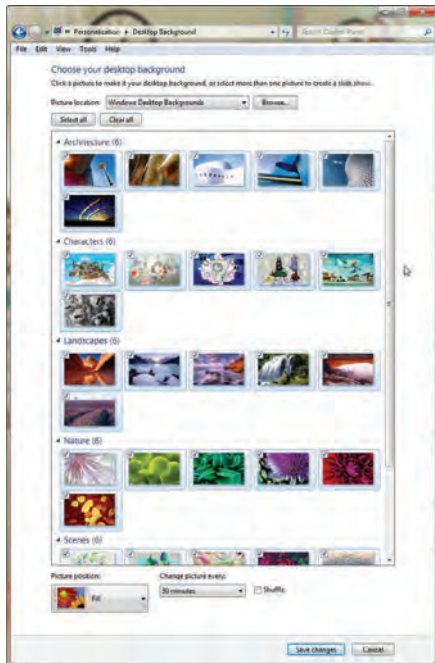 Personalization ▸ Desktop Background
Search Control Panel
File Edit View Tools Help
Choose your desktop background
Click a picture to make it your desktop background, or select more than one picture to create a slide show.
Picture location: Windows Desktop Backgrounds Browse...
Select all Clear all
Architecture (6)
Characters (6)
Landscapes (6)
Nature (6)
Scenes (6)
Picture position: Change picture every:
Fill 30 minutes Shuffle
Save changes Cancel